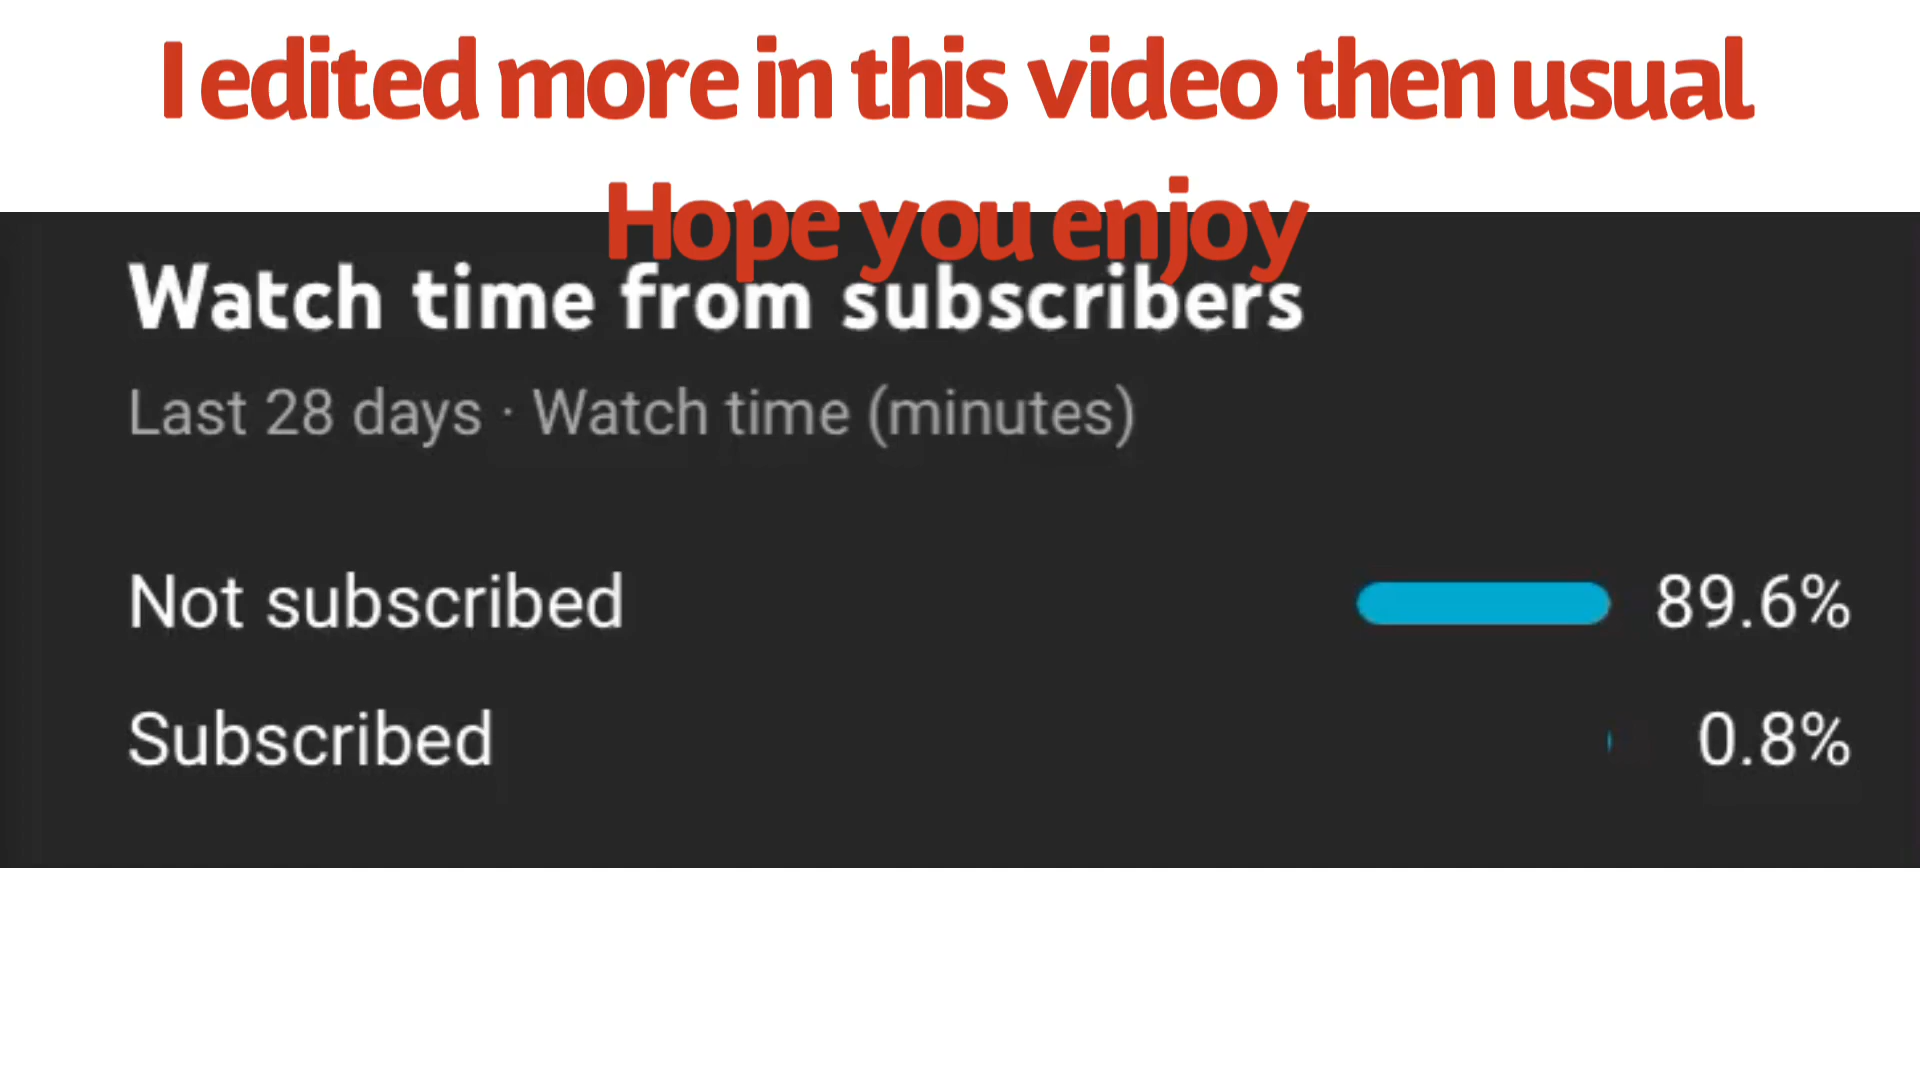 I edited more in this video then usual
Hope you enjoy
Watch time from subscribers
Last 28 days · Watch time (minutes)
Not subscribed 89.6%
Subscribed 0.8%